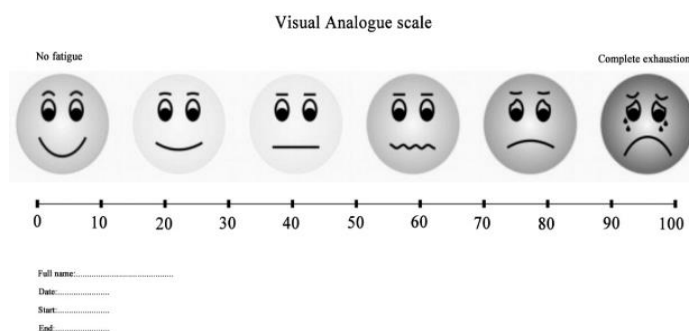 Visual Analogue scale
No fatigue
Complete exhaustion
0 10 20 30 40 50 60 70 80 90 100
Full name:..........................................
Date:......................
Start:......................
End:.......................